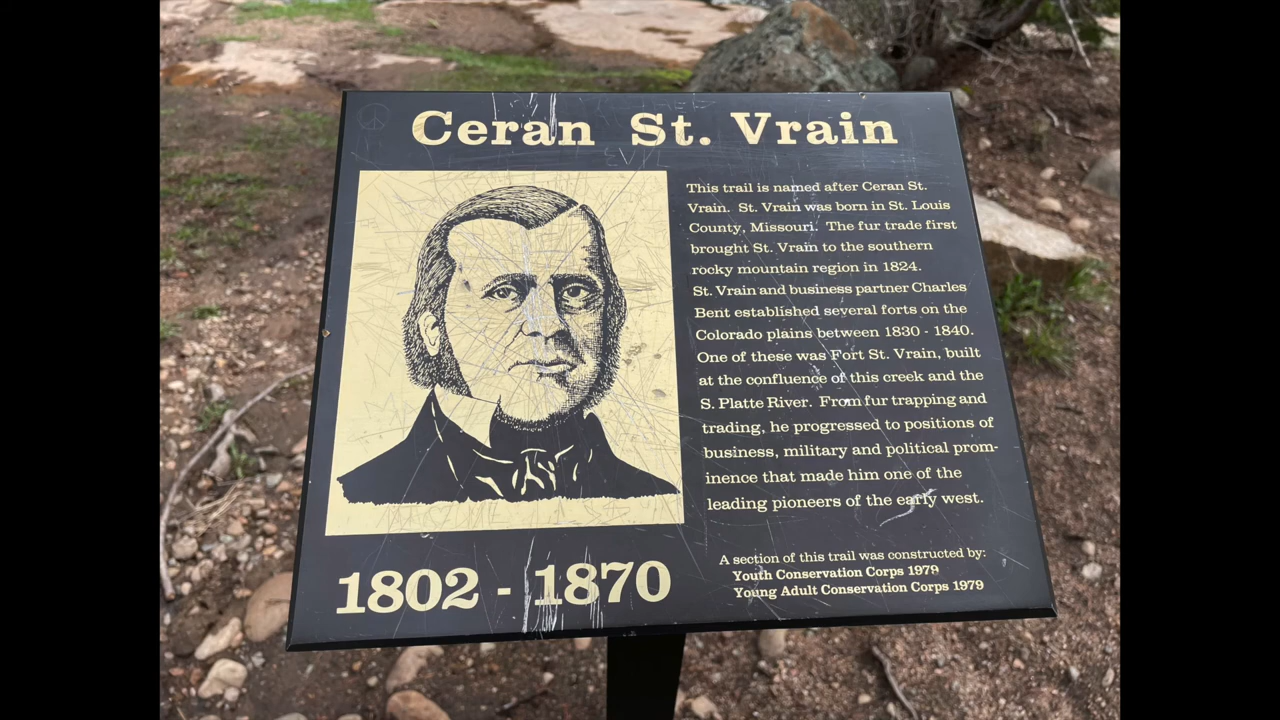 Ceran St. Vrain
EVIL
This trail is named after Ceran St.
Vrain. St. Vrain was born in St. Louis
County, Missouri. The fur trade first
brought St. Vrain to the southern
rocky mountain region in 1824.
St. Vrain and business partner Charles
Bent established several forts on the
Colorado plains between 1830 - 1840.
One of these was Fort St. Vrain, built
at the confluence of this creek and the
S. Platte River. From fur trapping and
trading, he progressed to positions of
business, military and political prom-
inence that made him one of the
leading pioneers of the early west.
1802 - 1870
A section of this trail was constructed by:
Youth Conservation Corps 1979
Young Adult Conservation Corps 1979